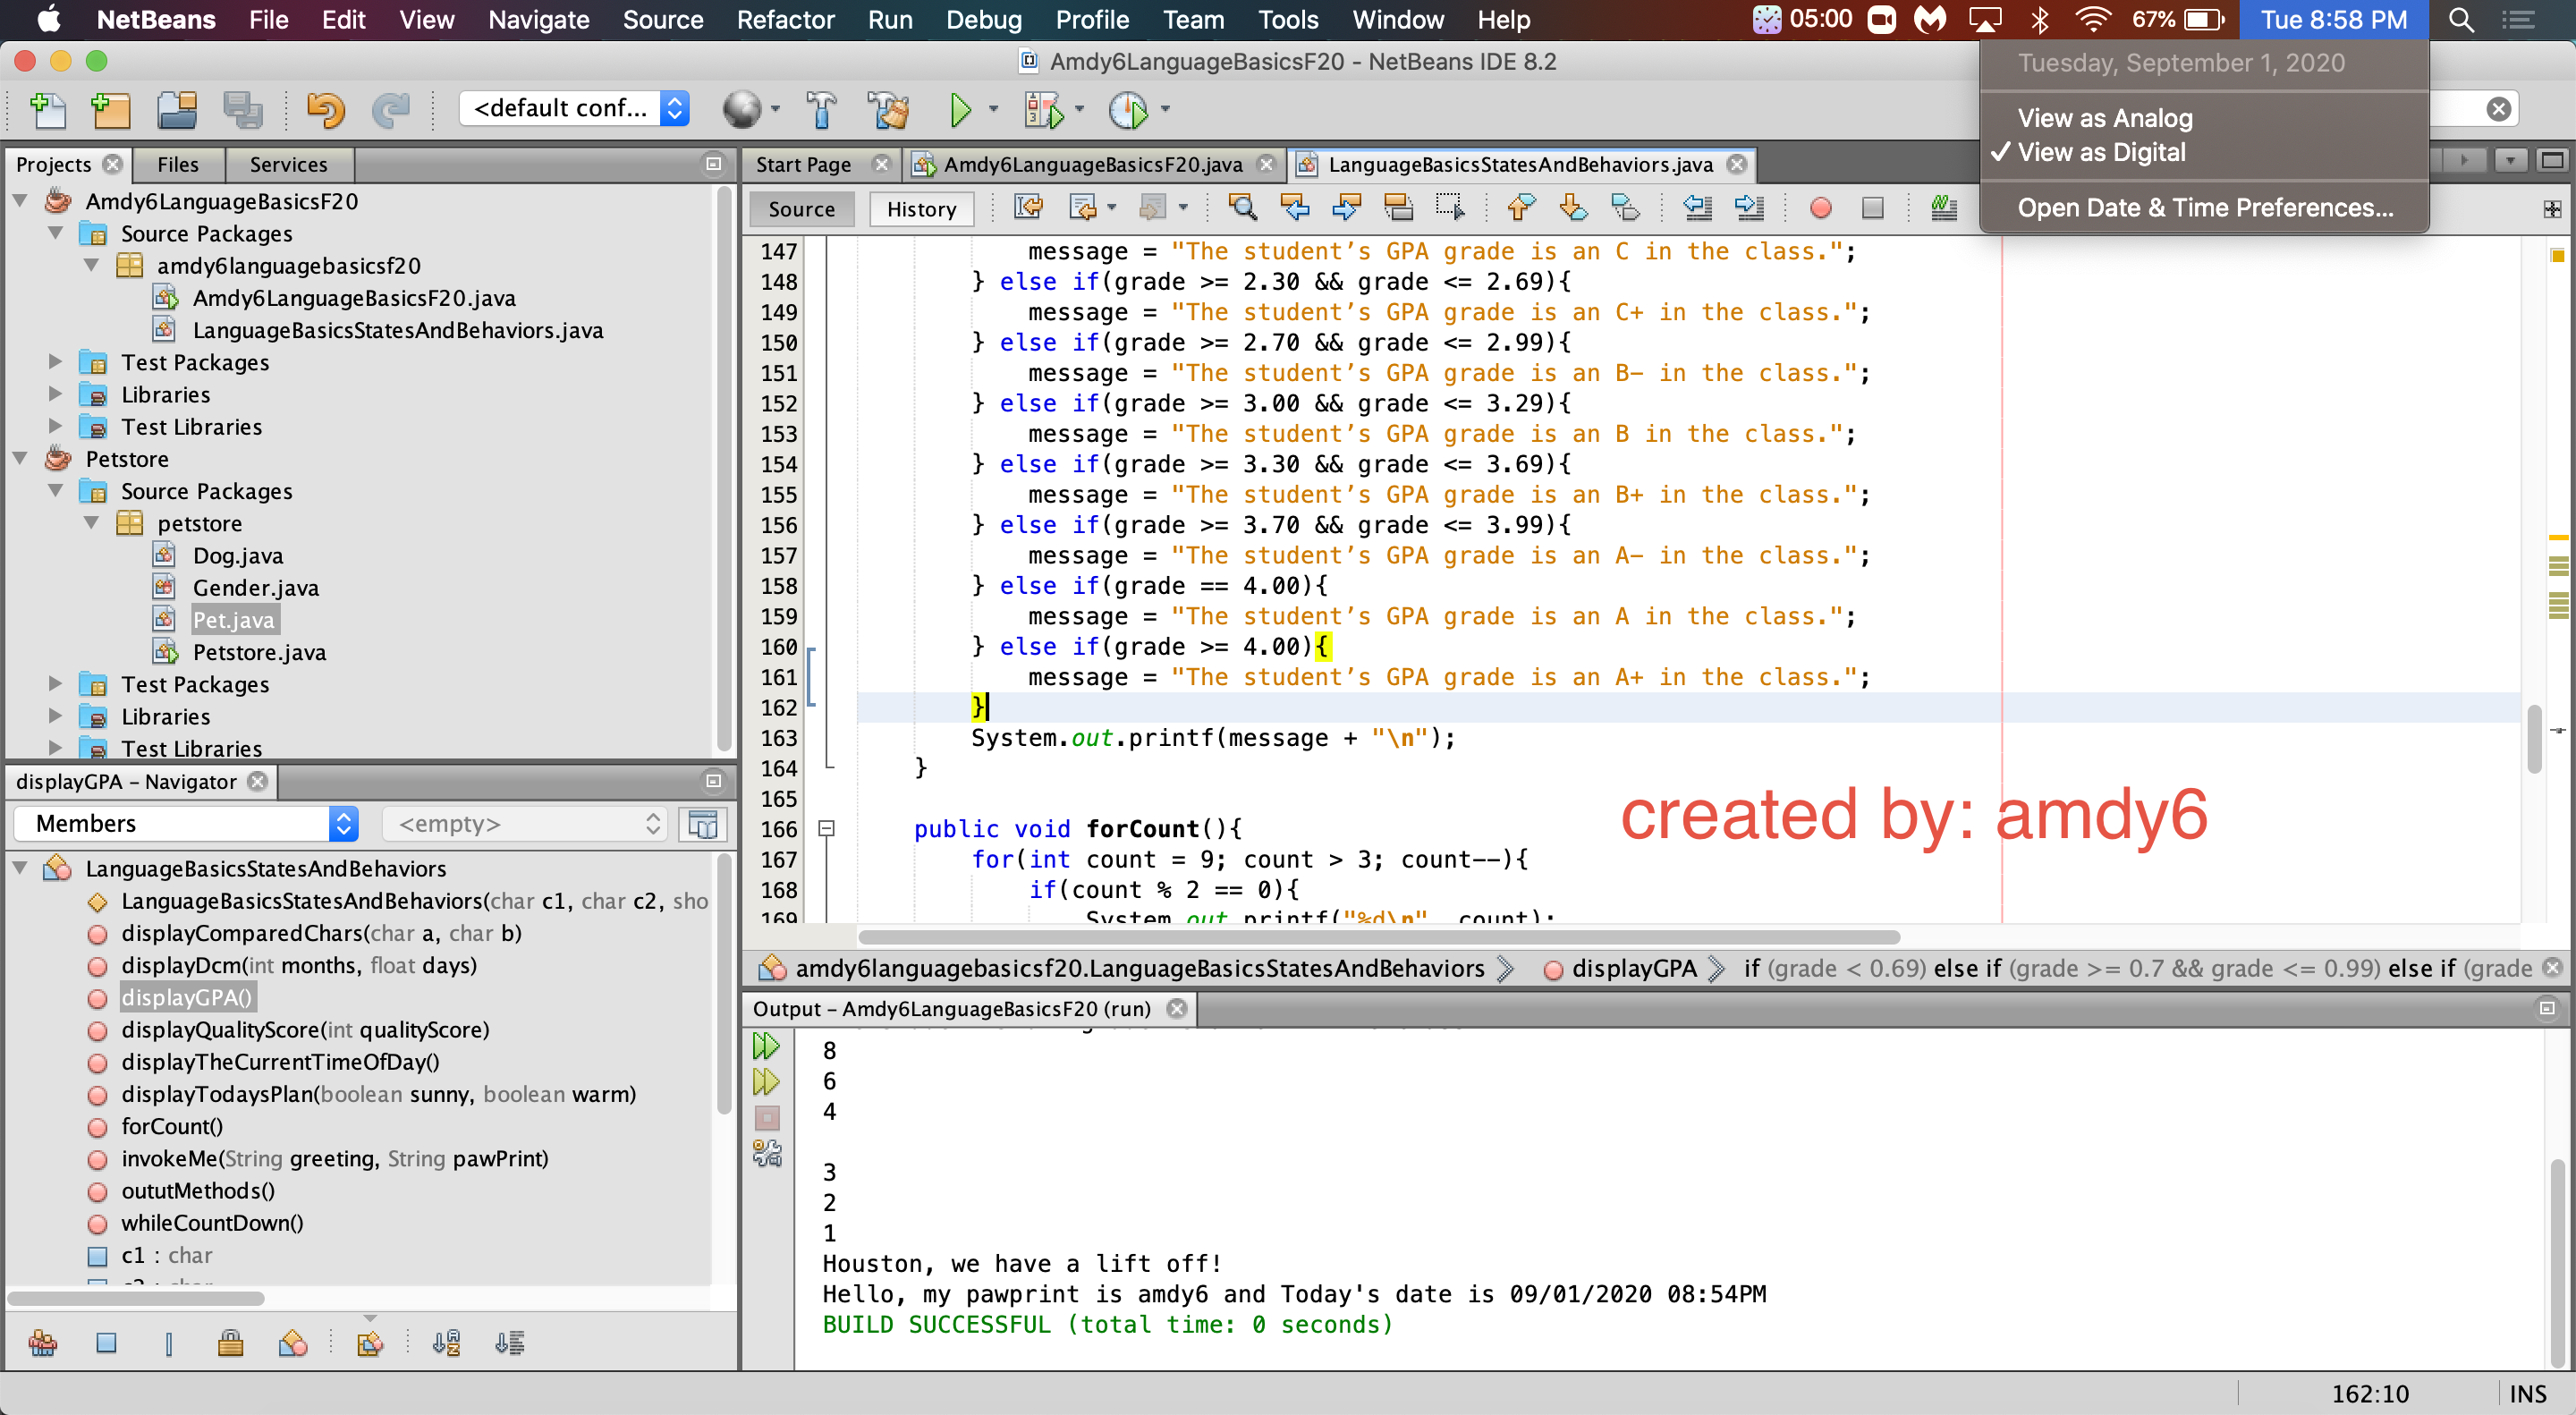 NetBeans File Edit View Navigate Source Refactor Run Debug Profile Team Tools Window Help 05:00 67% Tue 8:58 PM
Amdy6LanguageBasicsF20 - NetBeans IDE 8.2
Tuesday, September 1, 2020
View as Analog
✓ View as Digital
Open Date & Time Preferences...
<default conf...
Projects Files Services
Amdy6LanguageBasicsF20
Source Packages
amdy6languagebasicsf20
Amdy6LanguageBasicsF20.java
LanguageBasicsStatesAndBehaviors.java
Test Packages
Libraries
Test Libraries
Petstore
Source Packages
petstore
Dog.java
Gender.java
Pet.java
Petstore.java
Test Packages
Libraries
Test Libraries
displayGPA – Navigator
Members <empty>
LanguageBasicsStatesAndBehaviors
LanguageBasicsStatesAndBehaviors(char c1, char c2, sho
displayComparedChars(char a, char b)
displayDcm(int months, float days)
displayGPA()
displayQualityScore(int qualityScore)
displayTheCurrentTimeOfDay()
displayTodaysPlan(boolean sunny, boolean warm)
forCount()
invokeMe(String greeting, String pawPrint)
oututMethods()
whileCountDown()
c1 : char
Start Page Amdy6LanguageBasicsF20.java LanguageBasicsStatesAndBehaviors.java
Source History
147 message = "The student’s GPA grade is an C in the class.";
148 } else if(grade >= 2.30 && grade <= 2.69){
149 message = "The student’s GPA grade is an C+ in the class.";
150 } else if(grade >= 2.70 && grade <= 2.99){
151 message = "The student’s GPA grade is an B- in the class.";
152 } else if(grade >= 3.00 && grade <= 3.29){
153 message = "The student’s GPA grade is an B in the class.";
154 } else if(grade >= 3.30 && grade <= 3.69){
155 message = "The student’s GPA grade is an B+ in the class.";
156 } else if(grade >= 3.70 && grade <= 3.99){
157 message = "The student’s GPA grade is an A- in the class.";
158 } else if(grade == 4.00){
159 message = "The student’s GPA grade is an A in the class.";
160 } else if(grade >= 4.00){
161 message = "The student’s GPA grade is an A+ in the class.";
162 }
163 System.out.printf(message + "\n");
164 }
165
166 public void forCount(){
167 for(int count = 9; count > 3; count--){
168 if(count % 2 == 0){
169 System.out.printf("%d\n", count);
created by: amdy6
amdy6languagebasicsf20.LanguageBasicsStatesAndBehaviors displayGPA if (grade < 0.69) else if (grade >= 0.7 && grade <= 0.99) else if (grade
Output – Amdy6LanguageBasicsF20 (run)
8
6
4
3
2
1
Houston, we have a lift off!
Hello, my pawprint is amdy6 and Today's date is 09/01/2020 08:54PM
BUILD SUCCESSFUL (total time: 0 seconds)
162:10 INS